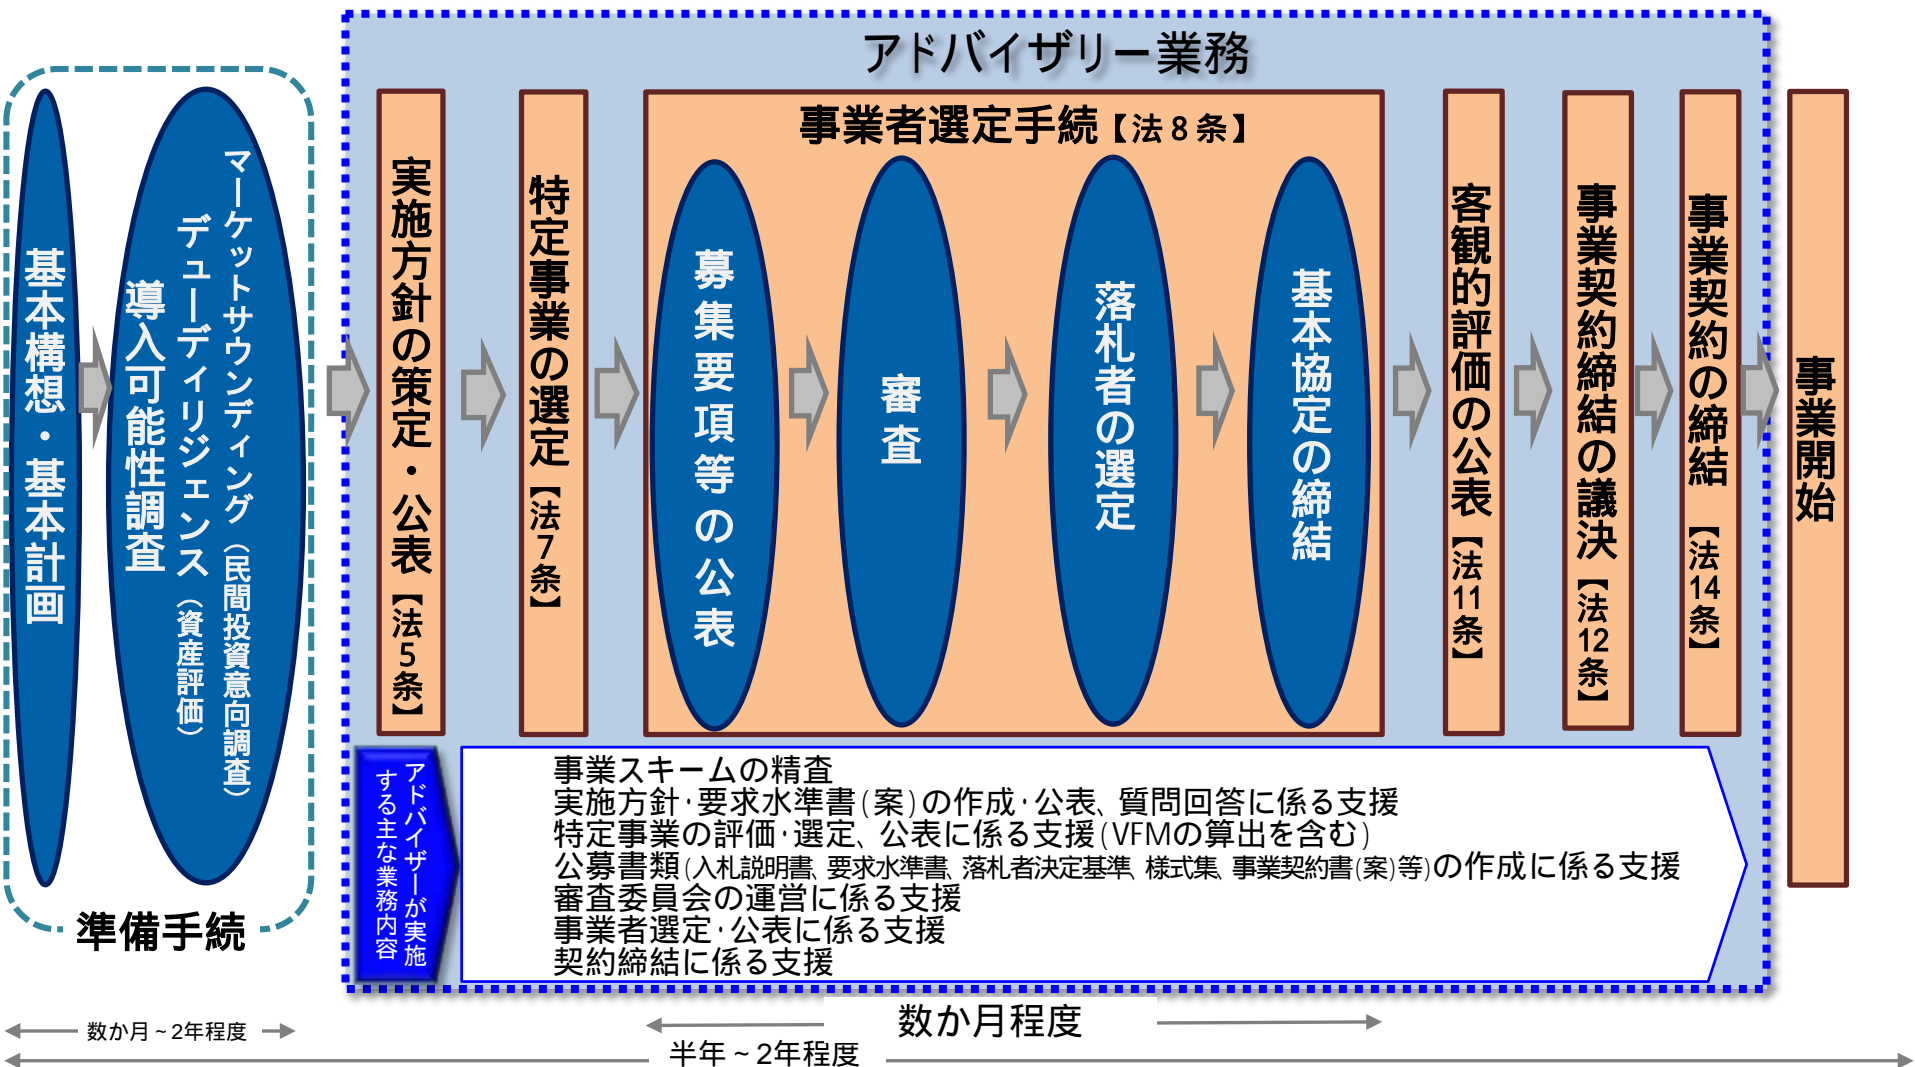 アドバイザリー業務
基本構想・基本計画
マーケットサウンディング（民間投資意向調査）
デューディリジェンス（資産評価）
導入可能性調査
準備手続
実施方針の策定・公表【法5条】
特定事業の選定【法7条】
事業者選定手続【法8条】
募集要項等の公表
審査
落札者の選定
基本協定の締結
客観的評価の公表【法11条】
事業契約締結の議決【法12条】
事業契約の締結 【法14条】
事業開始
アドバイザーが実施
する主な業務内容
事業スキームの精査
実施方針・要求水準書(案)の作成・公表、質問回答に係る支援
特定事業の評価・選定、公表に係る支援(VFMの算出を含む)
公募書類(入札説明書、要求水準書、落札者決定基準、様式集、事業契約書(案)等)の作成に係る支援
審査委員会の運営に係る支援
事業者選定・公表に係る支援
契約締結に係る支援
数か月～2年程度
数か月程度
半年～2年程度